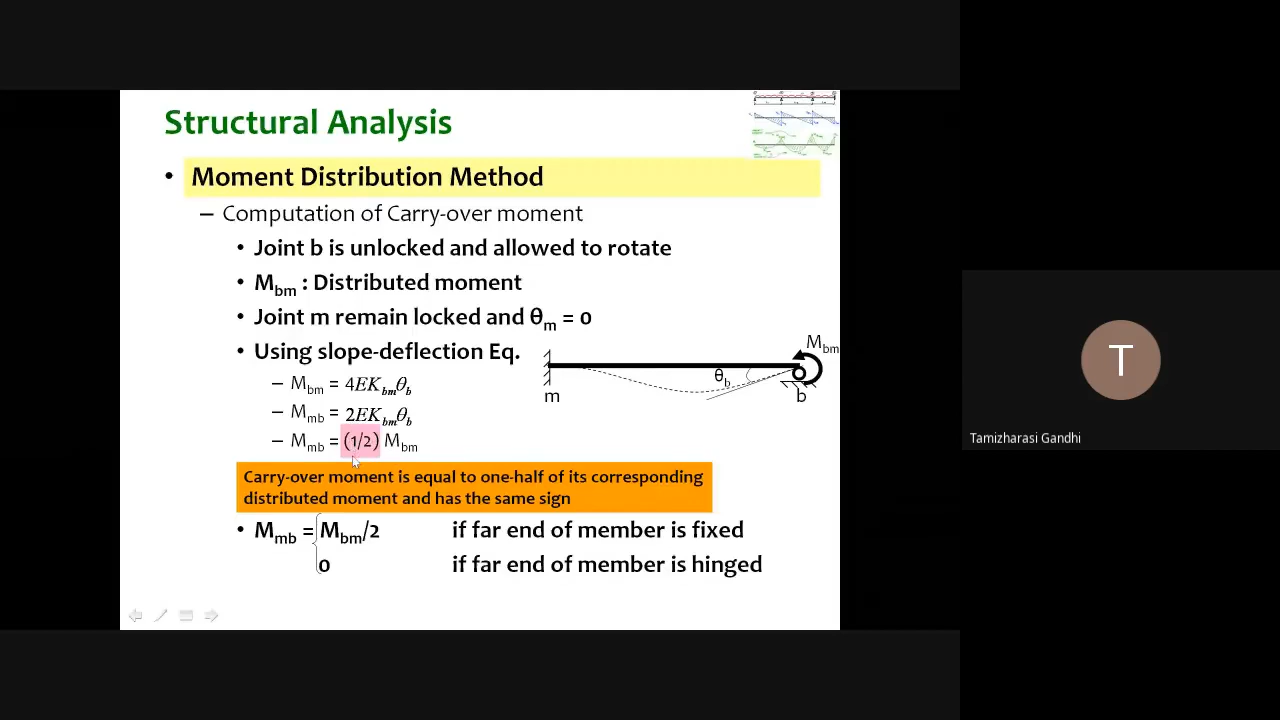 Structural Analysis
• Moment Distribution Method
– Computation of Carry-over moment
• Joint b is unlocked and allowed to rotate
• Mbm : Distributed moment
• Joint m remain locked and θm = 0
• Using slope-deflection Eq.
– Mbm = 4EKbmθb
– Mmb = 2EKbmθb
– Mmb = (1/2) Mbm
Mbm
θb
m
b
Carry-over moment is equal to one-half of its corresponding
distributed moment and has the same sign
• Mmb = Mbm/2 if far end of member is fixed
0 if far end of member is hinged
T
Tamizharasi Gandhi